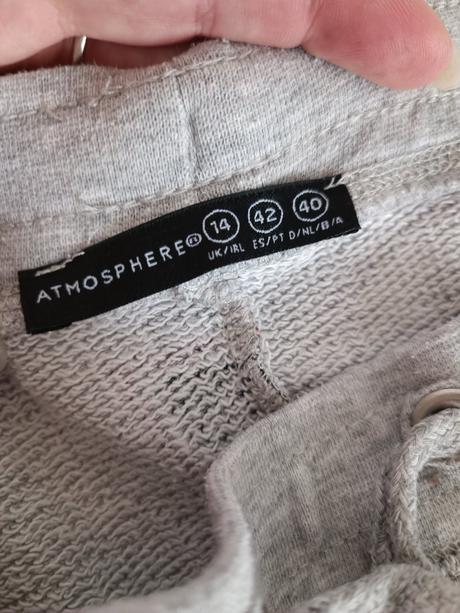 ATMOSPHERE® 14 42 40
UK/IRL ES/PT D/NL/B/A